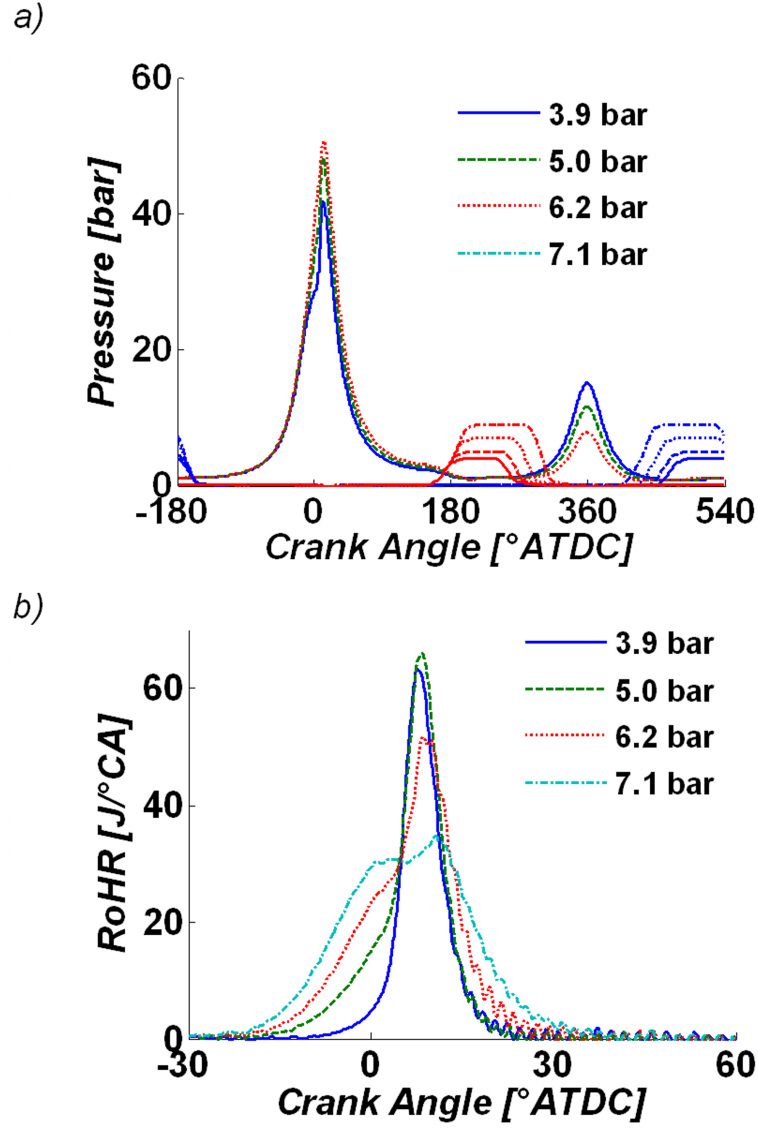 a)
60
40
20
0
Pressure [bar]
3.9 bar
5.0 bar
6.2 bar
7.1 bar
-180 0 180 360 540
Crank Angle [°ATDC]
b)
60
40
20
0
RoHR [J/°CA]
3.9 bar
5.0 bar
6.2 bar
7.1 bar
-30 0 30 60
Crank Angle [°ATDC]